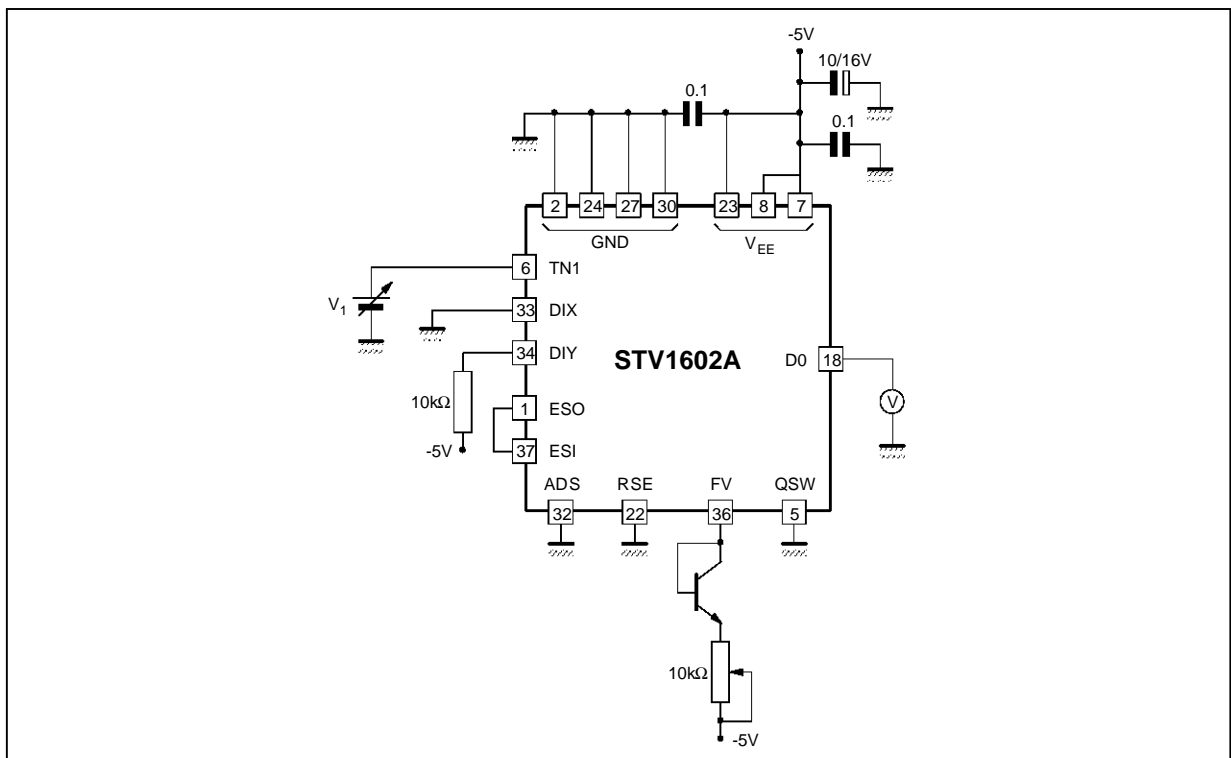 -5V
10/16V
0.1
0.1
2 24 27 30 23 8 7
GND V_EE
6 TN1
V_1
33 DIX
34 DIY
STV1602A
D0 18
10kΩ
V
1 ESO
-5V
37 ESI
ADS RSE FV QSW
32 22 36 5
10kΩ
-5V